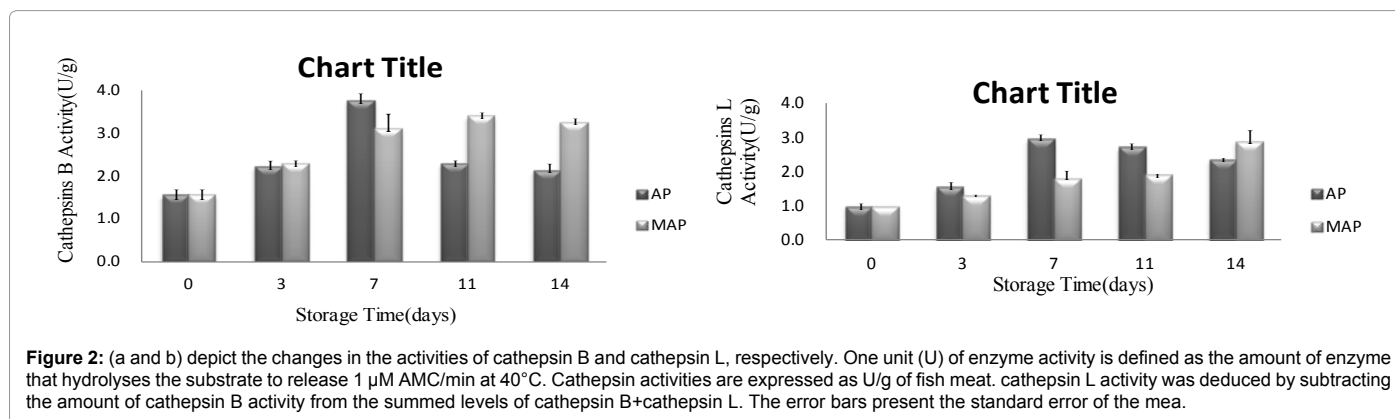 Chart Title
Cathepsins B Activity(U/g)
4.0
3.0
2.0
1.0
0.0
0 3 7 11 14
Storage Time(days)
AP
MAP
Chart Title
Cathepsins L
Activity(U/g)
4.0
3.0
2.0
1.0
0.0
0 3 7 11 14
Storage Time(days)
AP
MAP
Figure 2: (a and b) depict the changes in the activities of cathepsin B and cathepsin L, respectively. One unit (U) of enzyme activity is defined as the amount of enzyme
that hydrolyses the substrate to release 1 µM AMC/min at 40°C. Cathepsin activities are expressed as U/g of fish meat. cathepsin L activity was deduced by subtracting
the amount of cathepsin B activity from the summed levels of cathepsin B+cathepsin L. The error bars present the standard error of the mea.